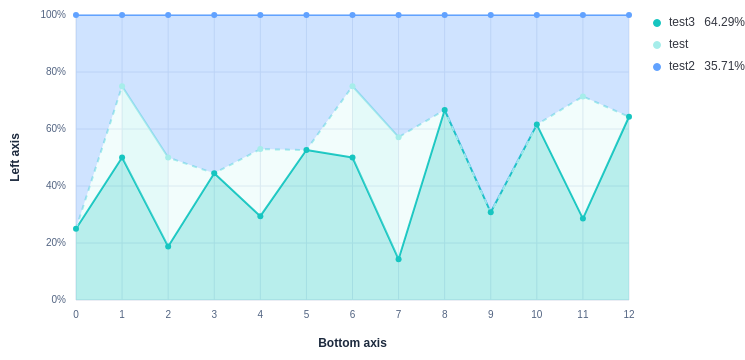 100%
80%
60%
40%
20%
0%
Left axis
0 1 2 3 4 5 6 7 8 9 10 11 12
Bottom axis
test3 64.29%
test
test2 35.71%